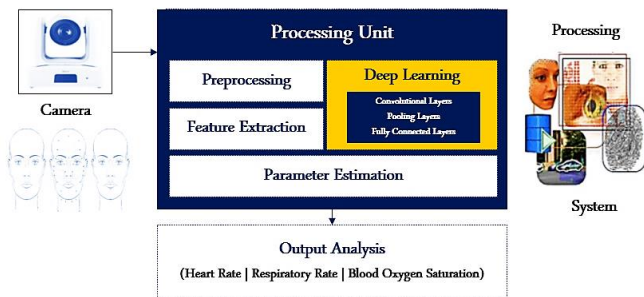 Processing Unit
Processing
Preprocessing
Deep Learning
Convolutional Layers
Camera
Feature Extraction
Pooling Layers
Fully Connected Layers
Parameter Estimation
System
Output Analysis
(Heart Rate | Respiratory Rate | Blood Oxygen Saturation)